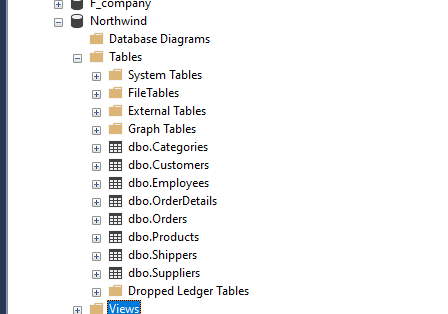 F_company
Northwind
Database Diagrams
Tables
System Tables
FileTables
External Tables
Graph Tables
dbo.Categories
dbo.Customers
dbo.Employees
dbo.OrderDetails
dbo.Orders
dbo.Products
dbo.Shippers
dbo.Suppliers
Dropped Ledger Tables
Views